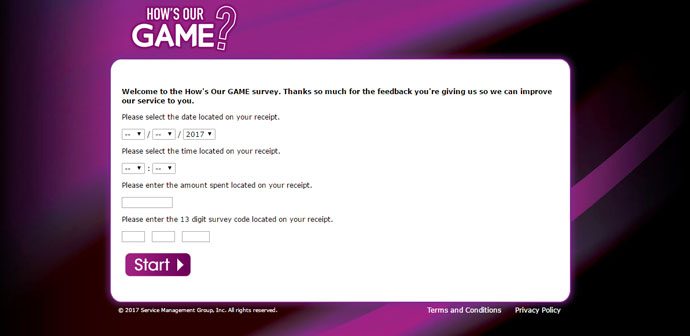 HOW'S OUR
GAME?
Welcome to the How's Our GAME survey. Thanks so much for the feedback you're giving us so we can improve
our service to you.
Please select the date located on your receipt.
-- / -- / 2017
Please select the time located on your receipt.
-- : --
Please enter the amount spent located on your receipt.
Please enter the 13 digit survey code located on your receipt.
Start
© 2017 Service Management Group, Inc. All rights reserved. Terms and Conditions Privacy Policy